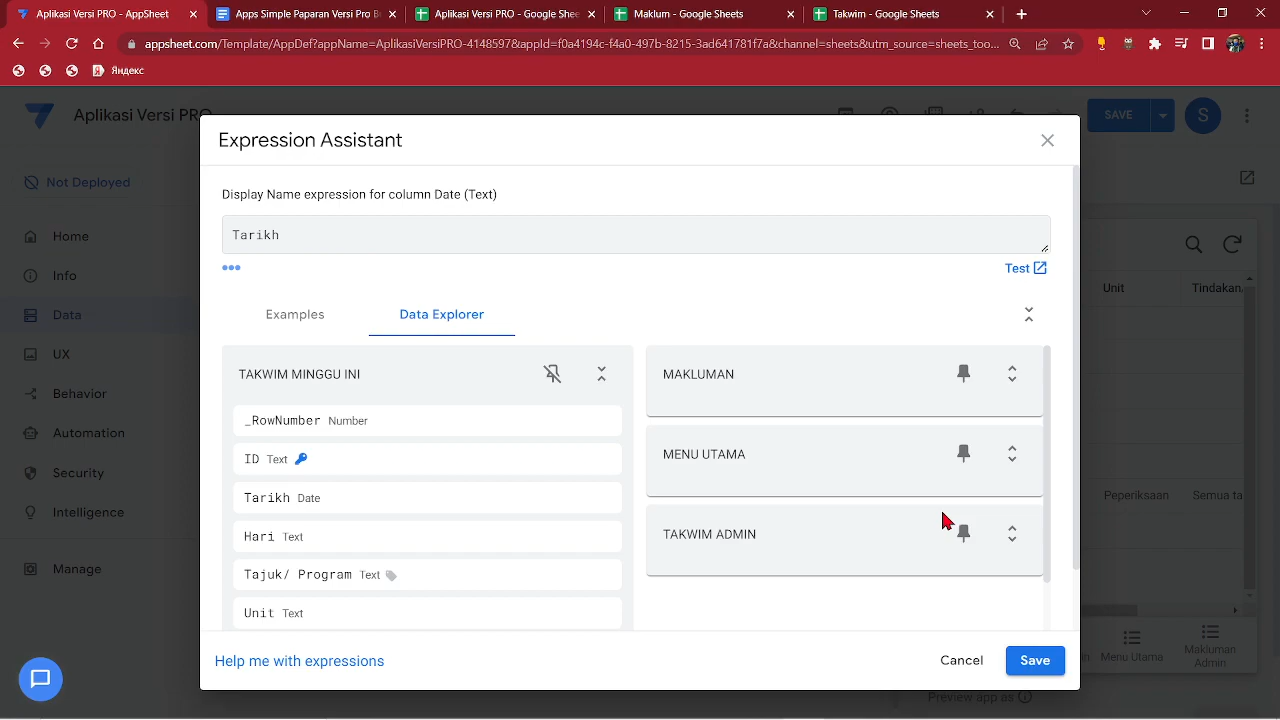 Aplikasi Versi PRO - AppSheet
Apps Simple Paparan Versi Pro B
Aplikasi Versi PRO - Google Shee
Maklum - Google Sheets
Takwim - Google Sheets
appsheet.com/Template/AppDef?appName=AplikasiVersiPRO-4148597&appId=f0a4194c-f4a0-497b-8215-3ad641781f7a&channel=sheets&utm_source=sheets_too...
Яндекс
Aplikasi Versi PRO
SAVE
S
Not Deployed
Home
Info
Data
UX
Behavior
Automation
Security
Intelligence
Manage
Expression Assistant
Display Name expression for column Date (Text)
Tarikh
Test
Examples
Data Explorer
TAKWIM MINGGU INI
_RowNumber Number
ID Text
Tarikh Date
Hari Text
Tajuk/ Program Text
Unit Text
MAKLUMAN
MENU UTAMA
TAKWIM ADMIN
Help me with expressions
Cancel
Save
Unit
Tindakan
Peperiksaan
Semua ta
Menu Utama
Makluman
Admin
Preview app as